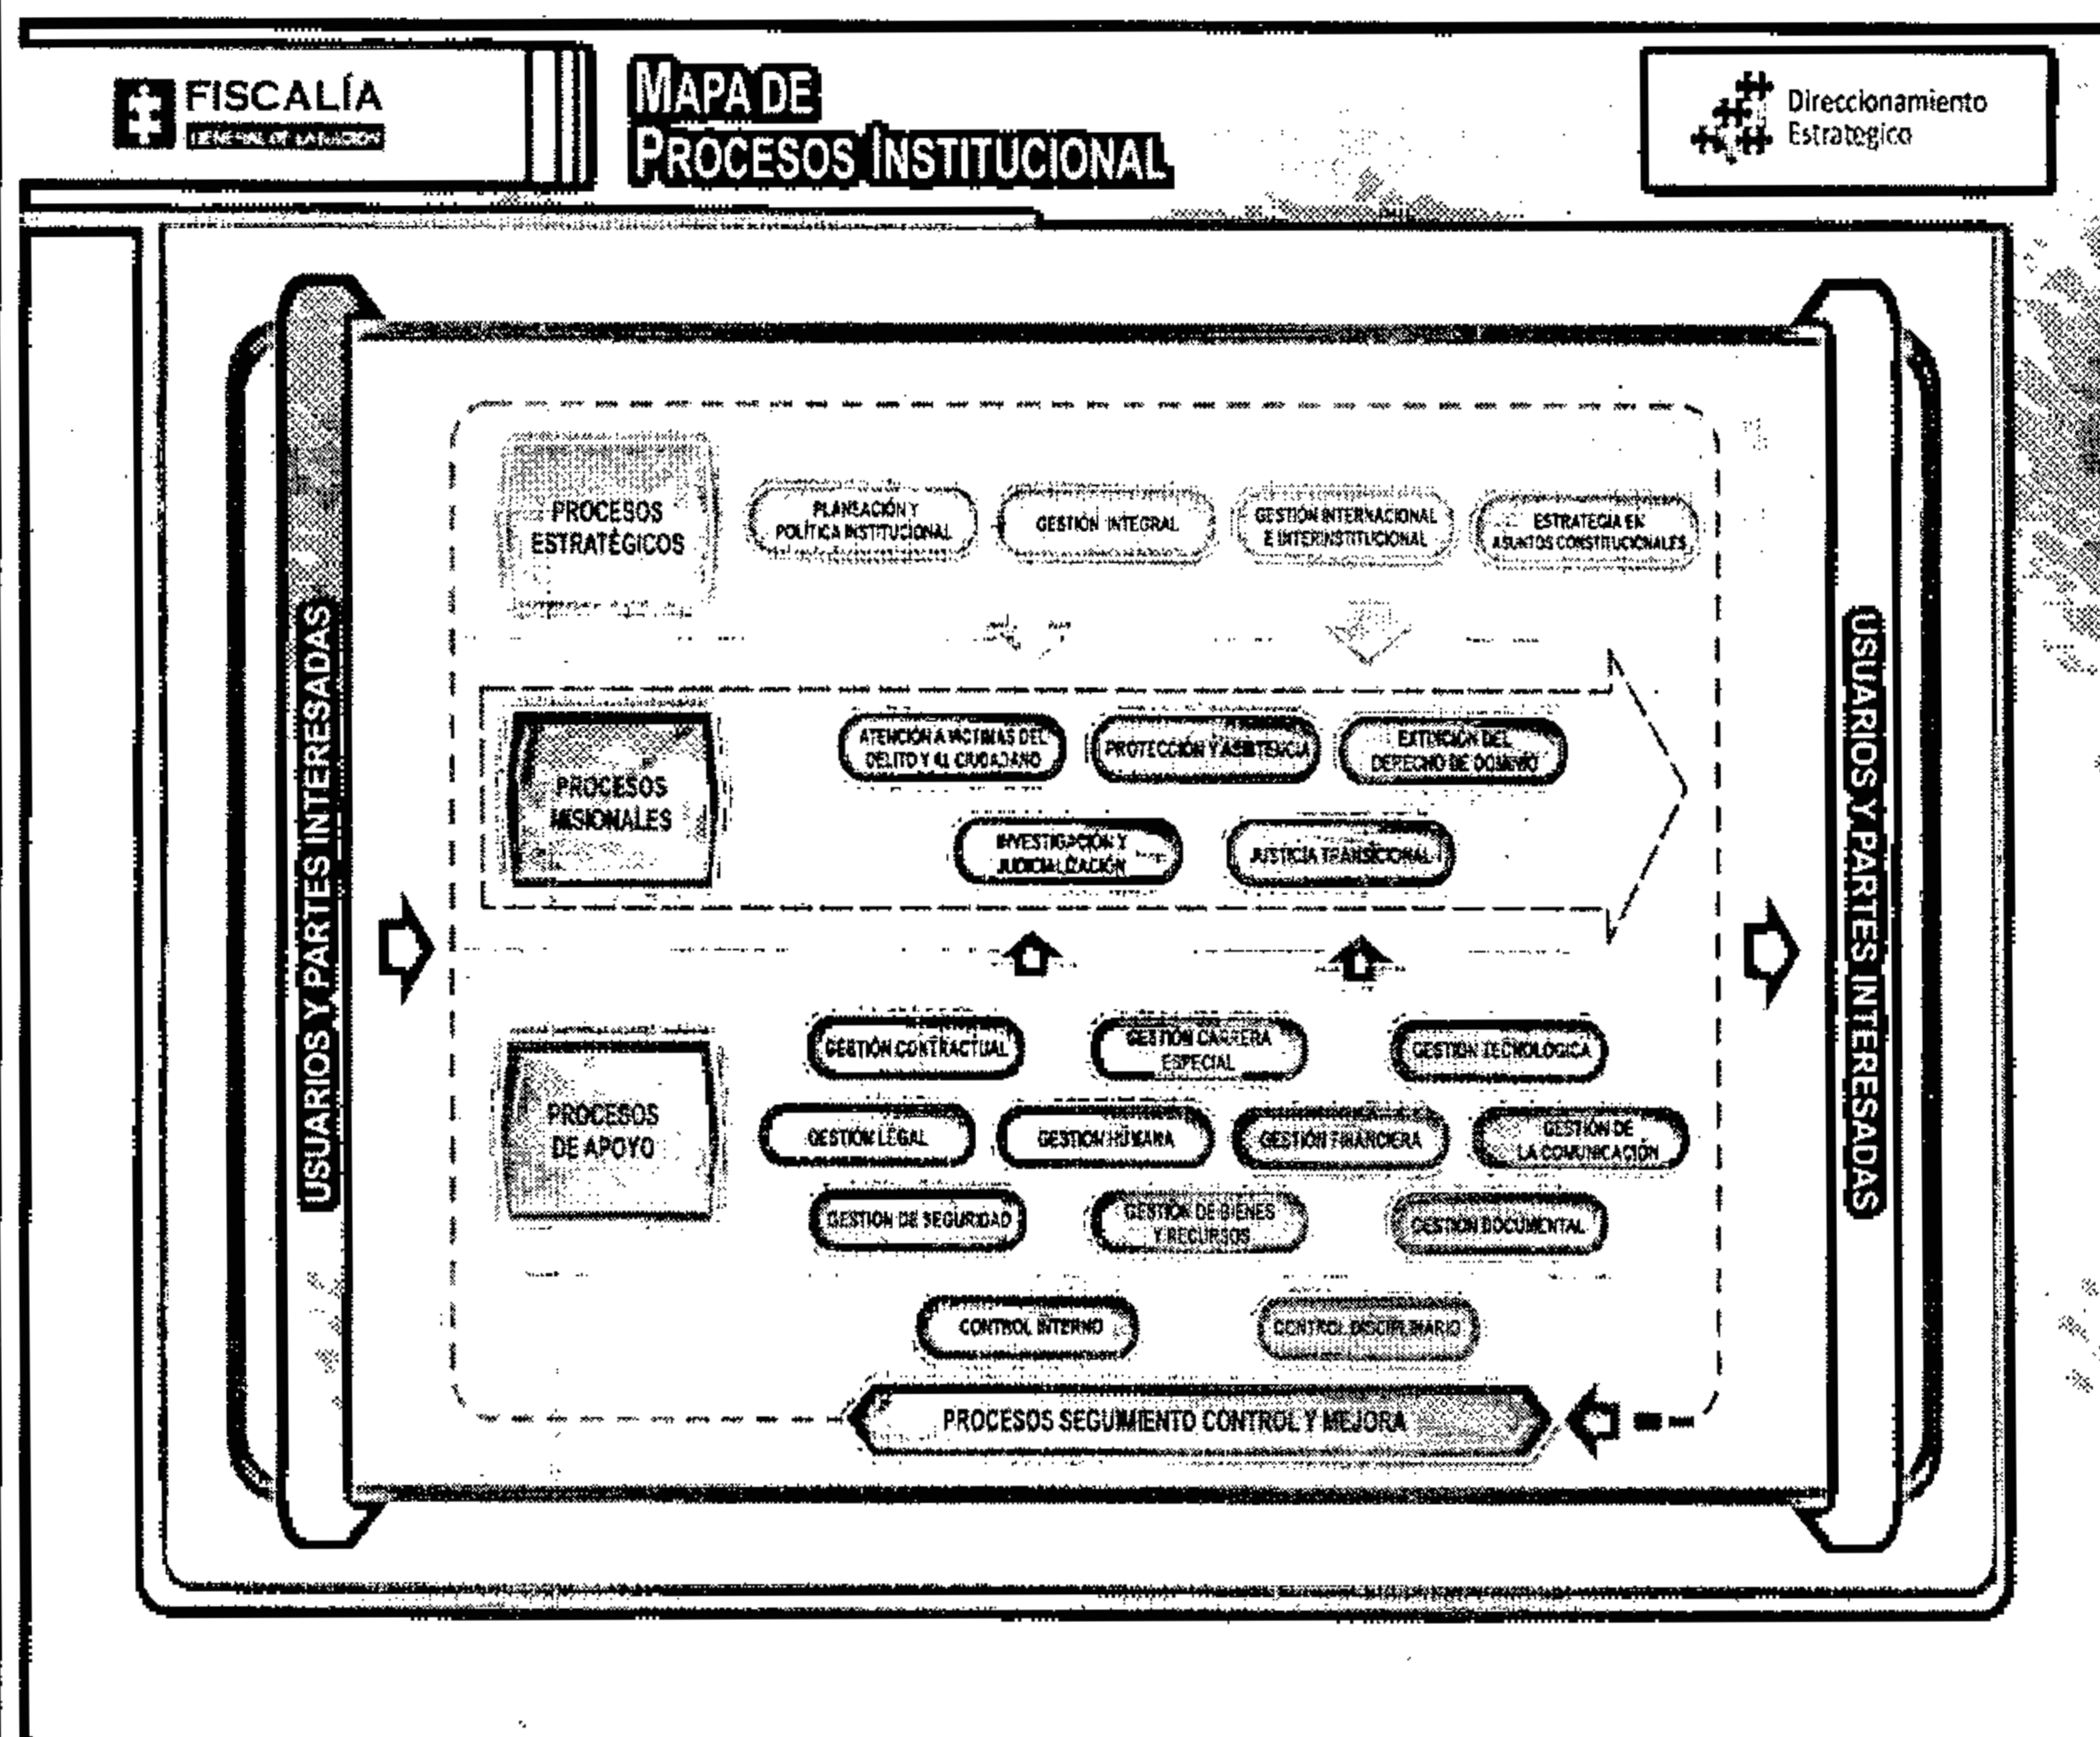 FISCALÍA
GENERAL DE LA NACION
MAPA DE
PROCESOS INSTITUCIONAL
Direccionamiento
Estrategico
USUARIOS Y PARTES INTERESADAS
PROCESOS
ESTRATÉGICOS
PLANEACIÓN Y
POLÍTICA INSTITUCIONAL
GESTIÓN INTEGRAL
GESTIÓN INTERNACIONAL
E INTERINSTITUCIONAL
ESTRATEGIA EN
ASUNTOS CONSTITUCIONALES
PROCESOS
MISIONALES
ATENCIÓN A VICTIMAS DEL
DELITO Y AL CIUDADANO
PROTECCIÓN Y ASISTENCIA
EXTINCIÓN DEL
DERECHO DE DOMINIO
INVESTIGACIÓN Y
JUDICIALIZACIÓN
JUSTICIA TRANSICIONAL
PROCESOS
DE APOYO
GESTIÓN CONTRACTUAL
GESTIÓN CARRERA
ESPECIAL
GESTIÓN TECNOLÓGICA
GESTIÓN LEGAL
GESTIÓN HUMANA
GESTIÓN FINANCIERA
GESTIÓN DE
LA COMUNICACIÓN
GESTIÓN DE SEGURIDAD
GESTIÓN DE BIENES
Y RECURSOS
GESTIÓN DOCUMENTAL
CONTROL INTERNO
CONTROL DISCIPLINARIO
PROCESOS SEGUIMIENTO CONTROL Y MEJORA
USUARIOS Y PARTES INTERESADAS